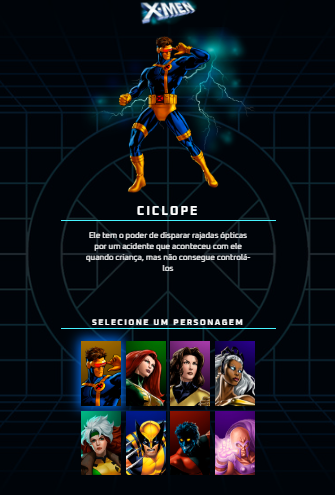 X-MEN
CICLOPE
Ele tem o poder de disparar rajadas ópticas
por um acidente que aconteceu com ele
quando criança, mas não consegue controlá-
los
SELECIONE UM PERSONAGEM